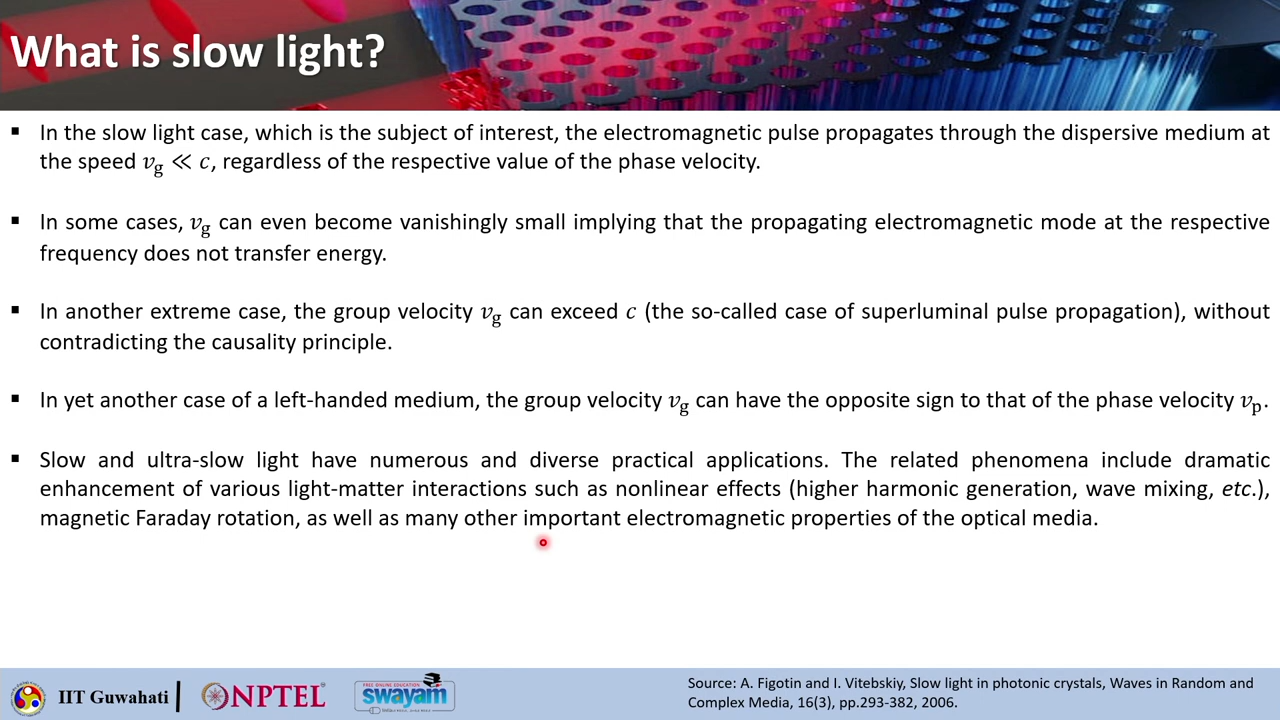 What is slow light?
▪ In the slow light case, which is the subject of interest, the electromagnetic pulse propagates through the dispersive medium at
the speed v_g ≪ c, regardless of the respective value of the phase velocity.
▪ In some cases, v_g can even become vanishingly small implying that the propagating electromagnetic mode at the respective
frequency does not transfer energy.
▪ In another extreme case, the group velocity v_g can exceed c (the so-called case of superluminal pulse propagation), without
contradicting the causality principle.
▪ In yet another case of a left-handed medium, the group velocity v_g can have the opposite sign to that of the phase velocity v_p.
▪ Slow and ultra-slow light have numerous and diverse practical applications. The related phenomena include dramatic
enhancement of various light-matter interactions such as nonlinear effects (higher harmonic generation, wave mixing, etc.),
magnetic Faraday rotation, as well as many other important electromagnetic properties of the optical media.
IIT Guwahati
NPTEL
FREE ONLINE EDUCATION
swayam
Source: A. Figotin and I. Vitebskiy, Slow light in photonic crystals, Waves in Random and
Complex Media, 16(3), pp.293-382, 2006.